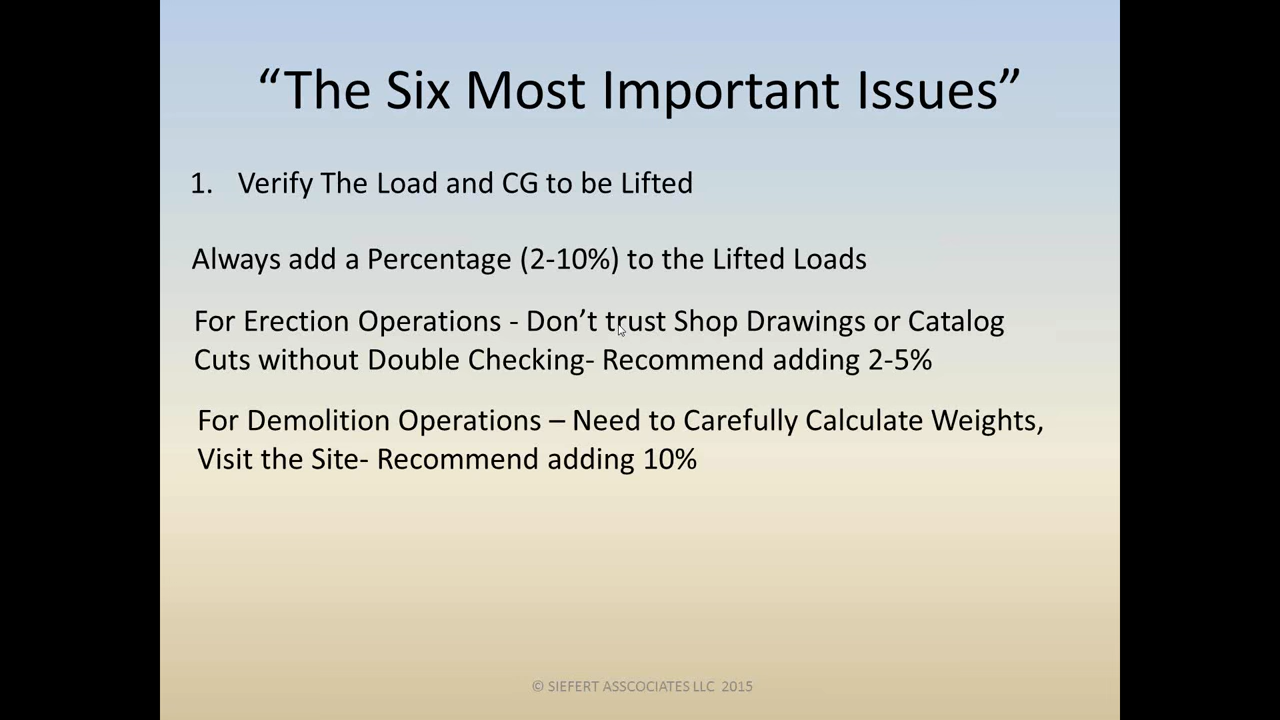 “The Six Most Important Issues”
1. Verify The Load and CG to be Lifted
Always add a Percentage (2-10%) to the Lifted Loads
For Erection Operations - Don’t trust Shop Drawings or Catalog
Cuts without Double Checking- Recommend adding 2-5%
For Demolition Operations – Need to Carefully Calculate Weights,
Visit the Site- Recommend adding 10%
© SIEFERT ASSCOCIATES LLC 2015